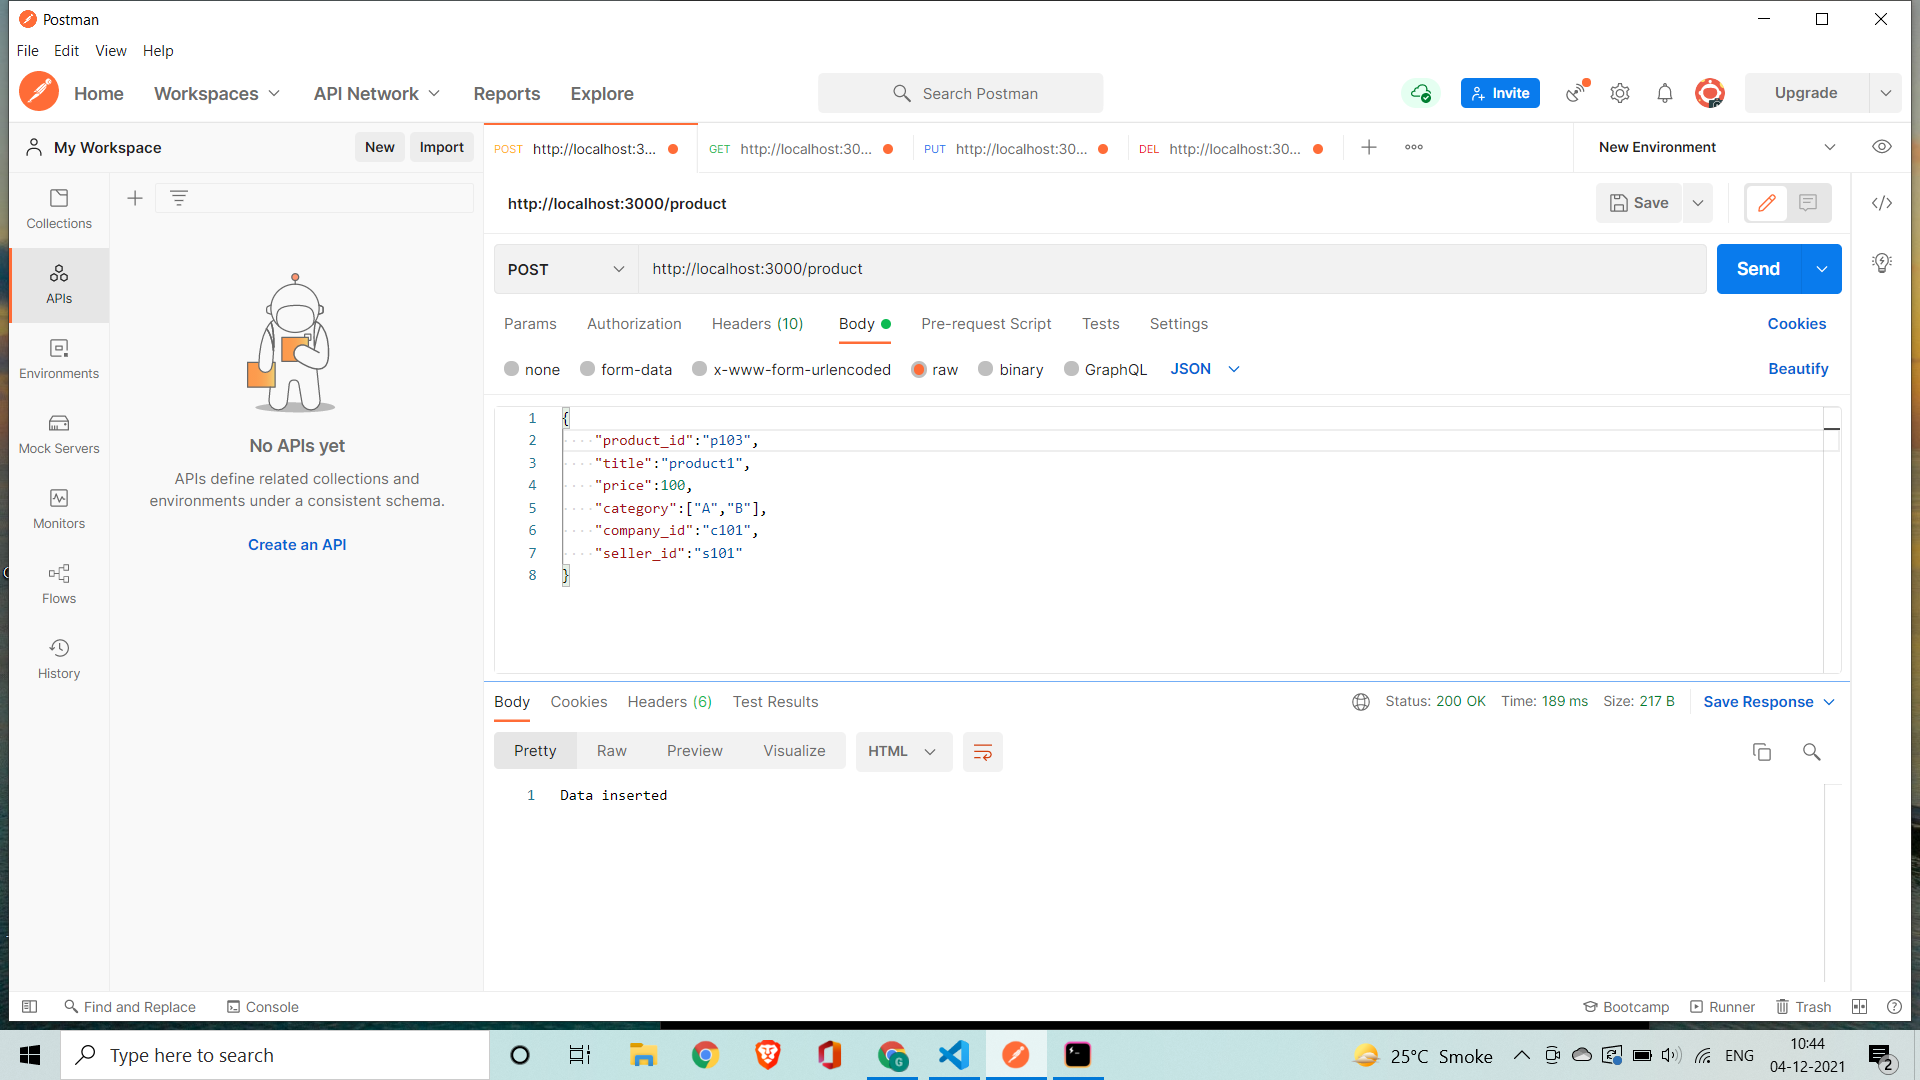 Postman
File Edit View Help
Home Workspaces API Network Reports Explore Search Postman Invite Upgrade
My Workspace New Import
POST http://localhost:3... GET http://localhost:30... PUT http://localhost:30... DEL http://localhost:30... New Environment
http://localhost:3000/product Save
POST http://localhost:3000/product Send
Params Authorization Headers (10) Body Pre-request Script Tests Settings Cookies
none form-data x-www-form-urlencoded raw binary GraphQL JSON Beautify
1 {
2 "product_id":"p103",
3 "title":"product1",
4 "price":100,
5 "category":["A","B"],
6 "company_id":"c101",
7 "seller_id":"s101"
8 }
Collections
APIs
Environments
Mock Servers
Monitors
Flows
History
No APIs yet
APIs define related collections and
environments under a consistent schema.
Create an API
Body Cookies Headers (6) Test Results Status: 200 OK Time: 189 ms Size: 217 B Save Response
Pretty Raw Preview Visualize HTML
1 Data inserted
Find and Replace Console Bootcamp Runner Trash
Type here to search G 25°C Smoke ENG 10:44
04-12-2021 2